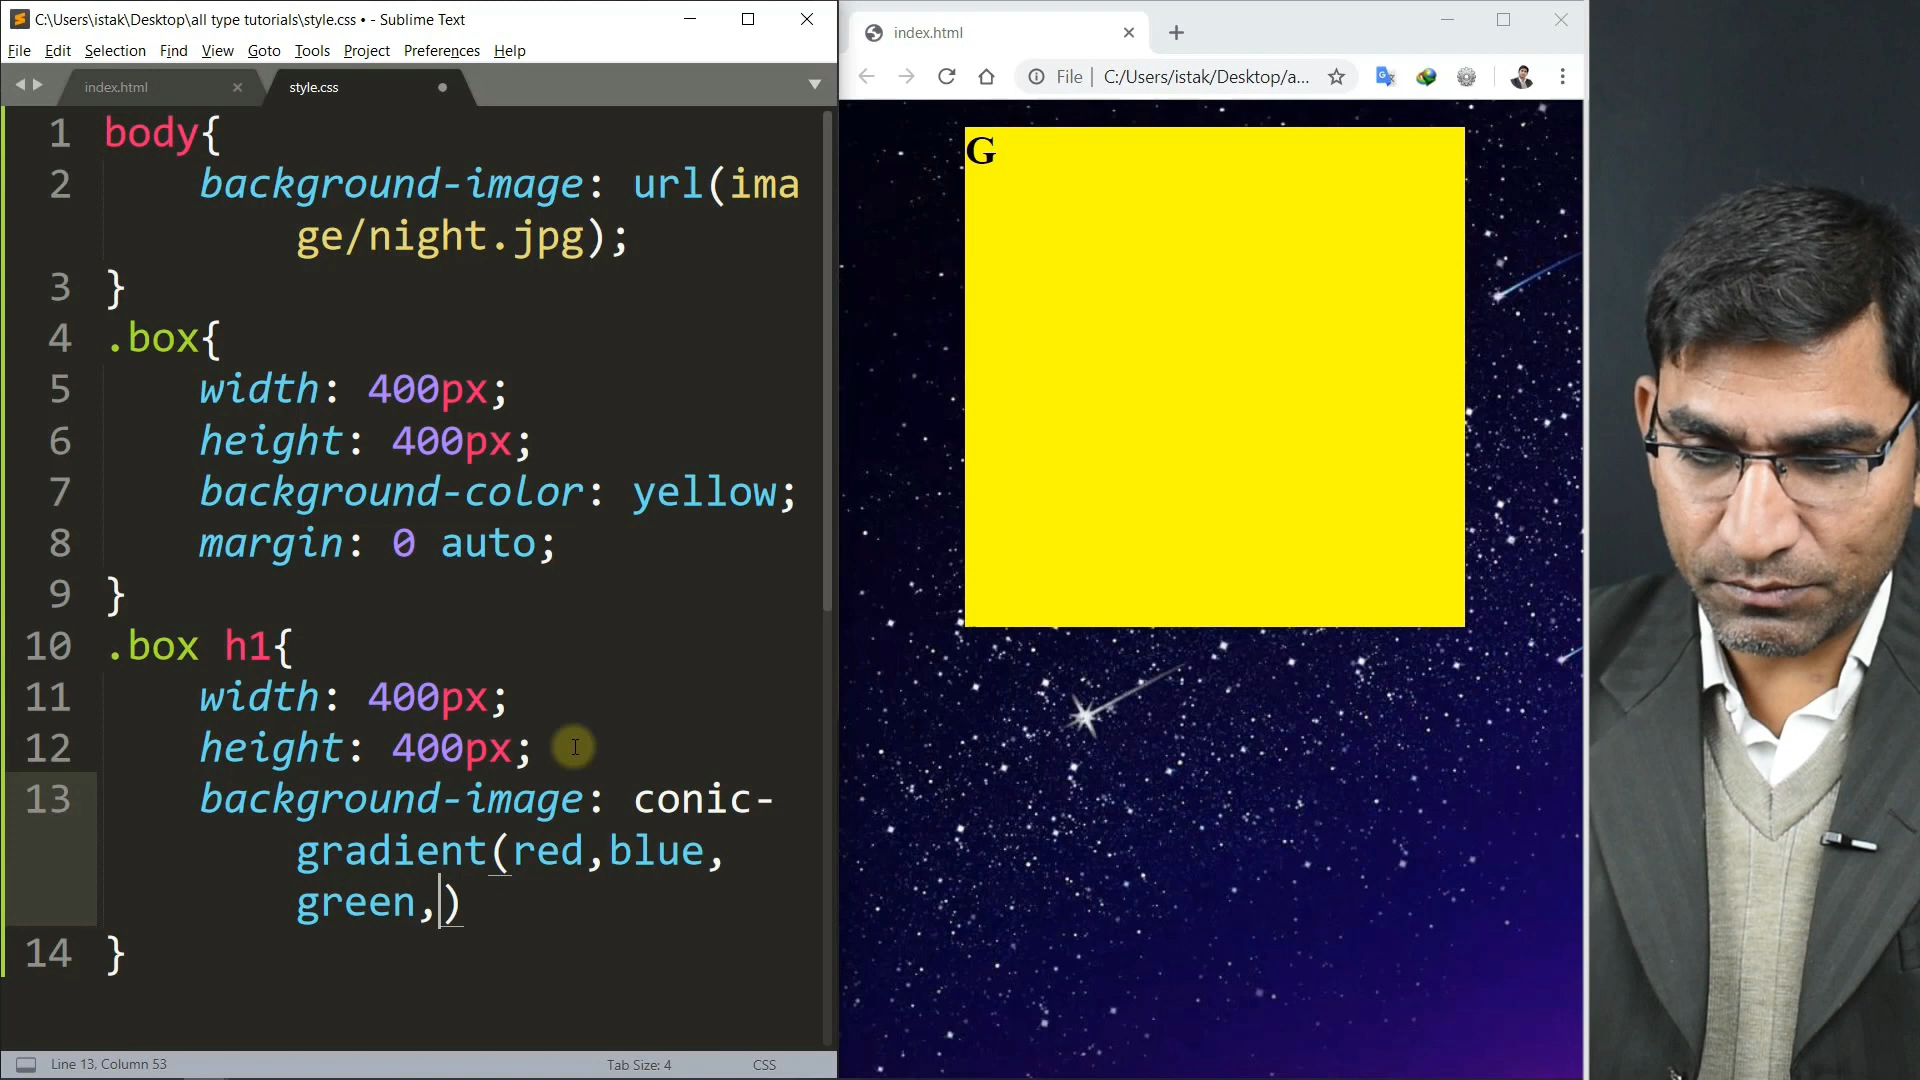 C:\Users\istak\Desktop\all type tutorials\style.css • - Sublime Text
File Edit Selection Find View Goto Tools Project Preferences Help
index.html
style.css
1 body{
2 background-image: url(ima
ge/night.jpg);
3 }
4 .box{
5 width: 400px;
6 height: 400px;
7 background-color: yellow;
8 margin: 0 auto;
9 }
10 .box h1{
11 width: 400px;
12 height: 400px;
13 background-image: conic-
gradient(red,blue,
green,)
14 }
Line 13, Column 53
Tab Size: 4
CSS
index.html
File | C:/Users/istak/Desktop/a...
G